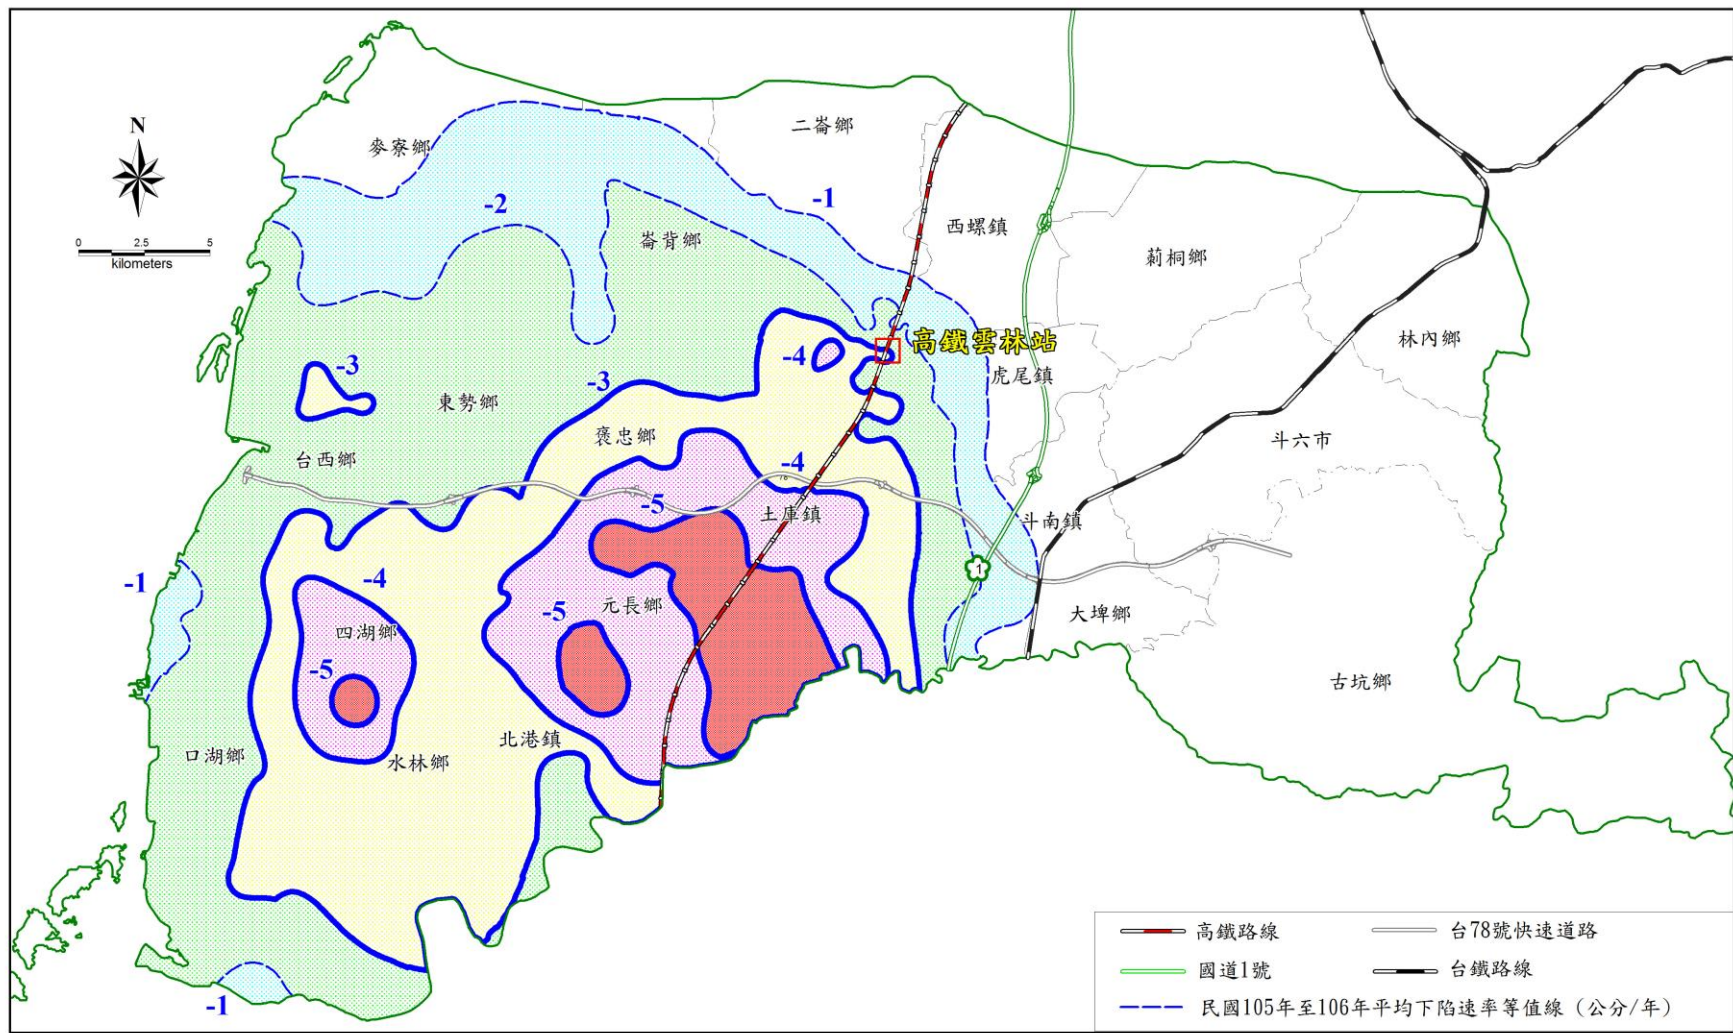 N
0 2.5 5
kilometers
麥寮鄉
二崙鄉
-1
-2
西螺鎮
崙背鄉
莿桐鄉
高鐵雲林站
林內鄉
-4
虎尾鎮
-3
-3
東勢鄉
褒忠鄉
斗六市
台西鄉
-4
-5
土庫鎮
斗南鎮
-1
-4
1
四湖鄉
-5
元長鄉
大埤鄉
-5
古坑鄉
口湖鄉
水林鄉
北港鎮
-1
高鐵路線
台78號快速道路
國道1號
台鐵路線
民國105年至106年平均下陷速率等值線（公分/年）